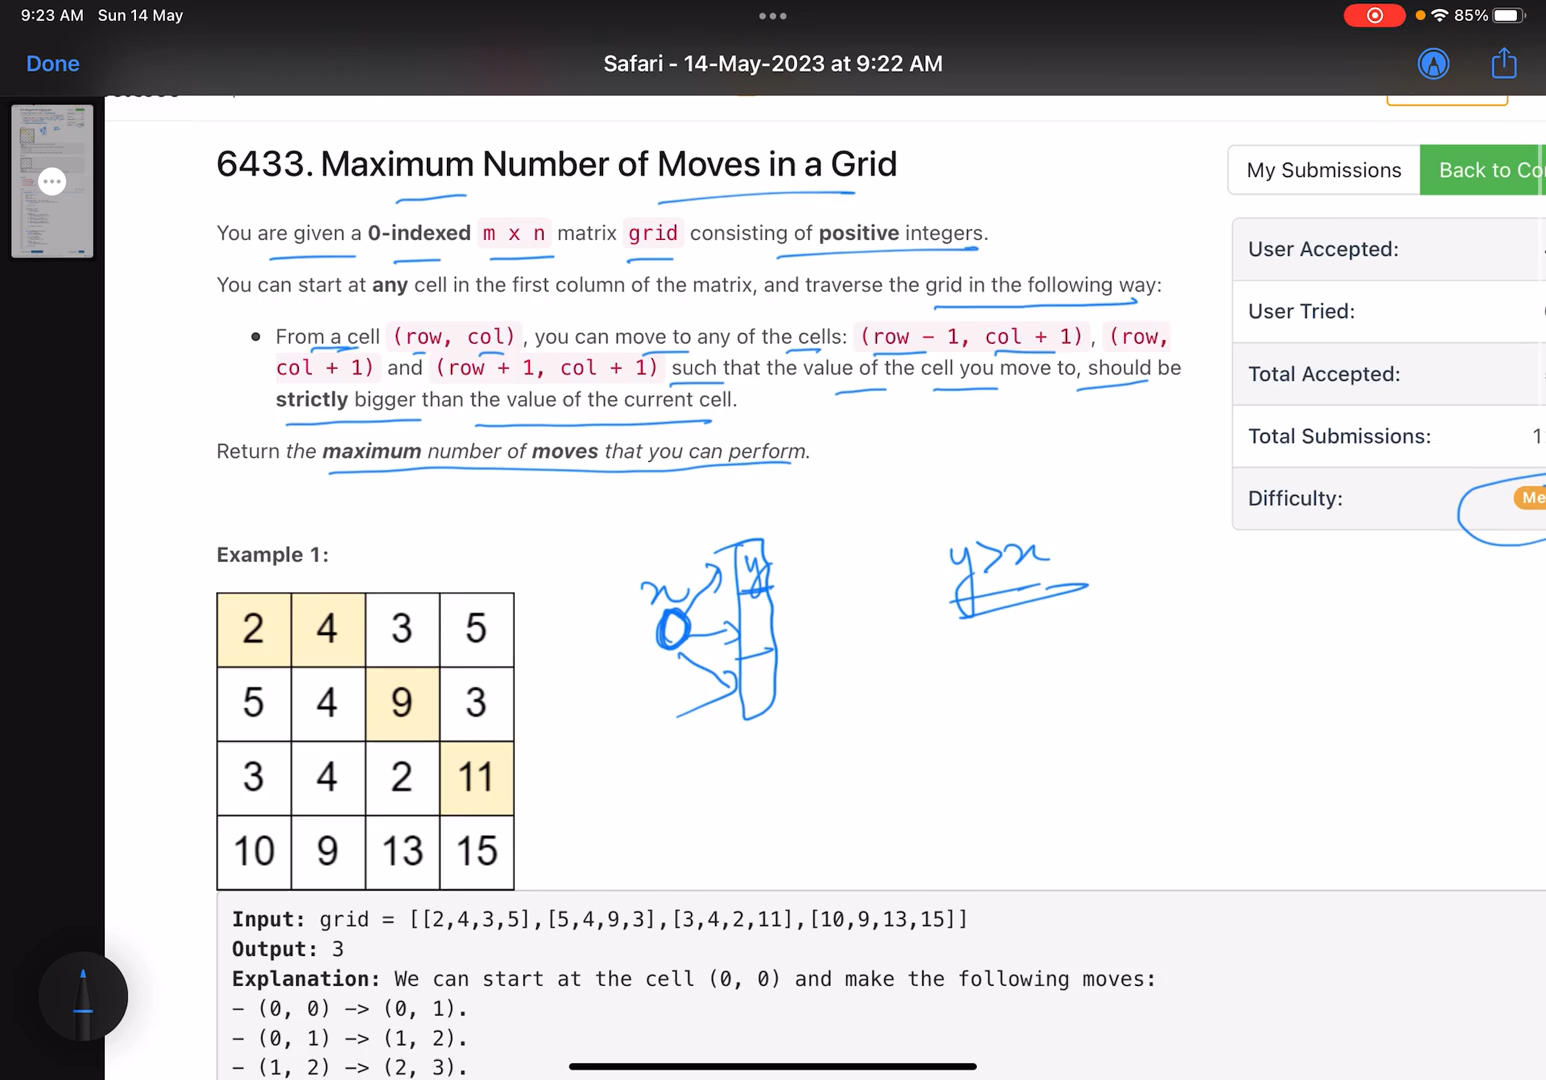 9:23 AM Sun 14 May
85%
Done
Safari - 14-May-2023 at 9:22 AM
6433. Maximum Number of Moves in a Grid
My Submissions
Back to Co
You are given a 0-indexed m x n matrix grid consisting of positive integers.
User Accepted:
You can start at any cell in the first column of the matrix, and traverse the grid in the following way:
User Tried:
From a cell (row, col), you can move to any of the cells: (row - 1, col + 1), (row,
col + 1) and (row + 1, col + 1) such that the value of the cell you move to, should be
Total Accepted:
strictly bigger than the value of the current cell.
Total Submissions: 1
Return the maximum number of moves that you can perform.
Difficulty: Me
Example 1:
x
y
y>x
2 4 3 5
5 4 9 3
3 4 2 11
10 9 13 15
Input: grid = [[2,4,3,5],[5,4,9,3],[3,4,2,11],[10,9,13,15]]
Output: 3
Explanation: We can start at the cell (0, 0) and make the following moves:
- (0, 0) -> (0, 1).
- (0, 1) -> (1, 2).
- (1, 2) -> (2, 3).